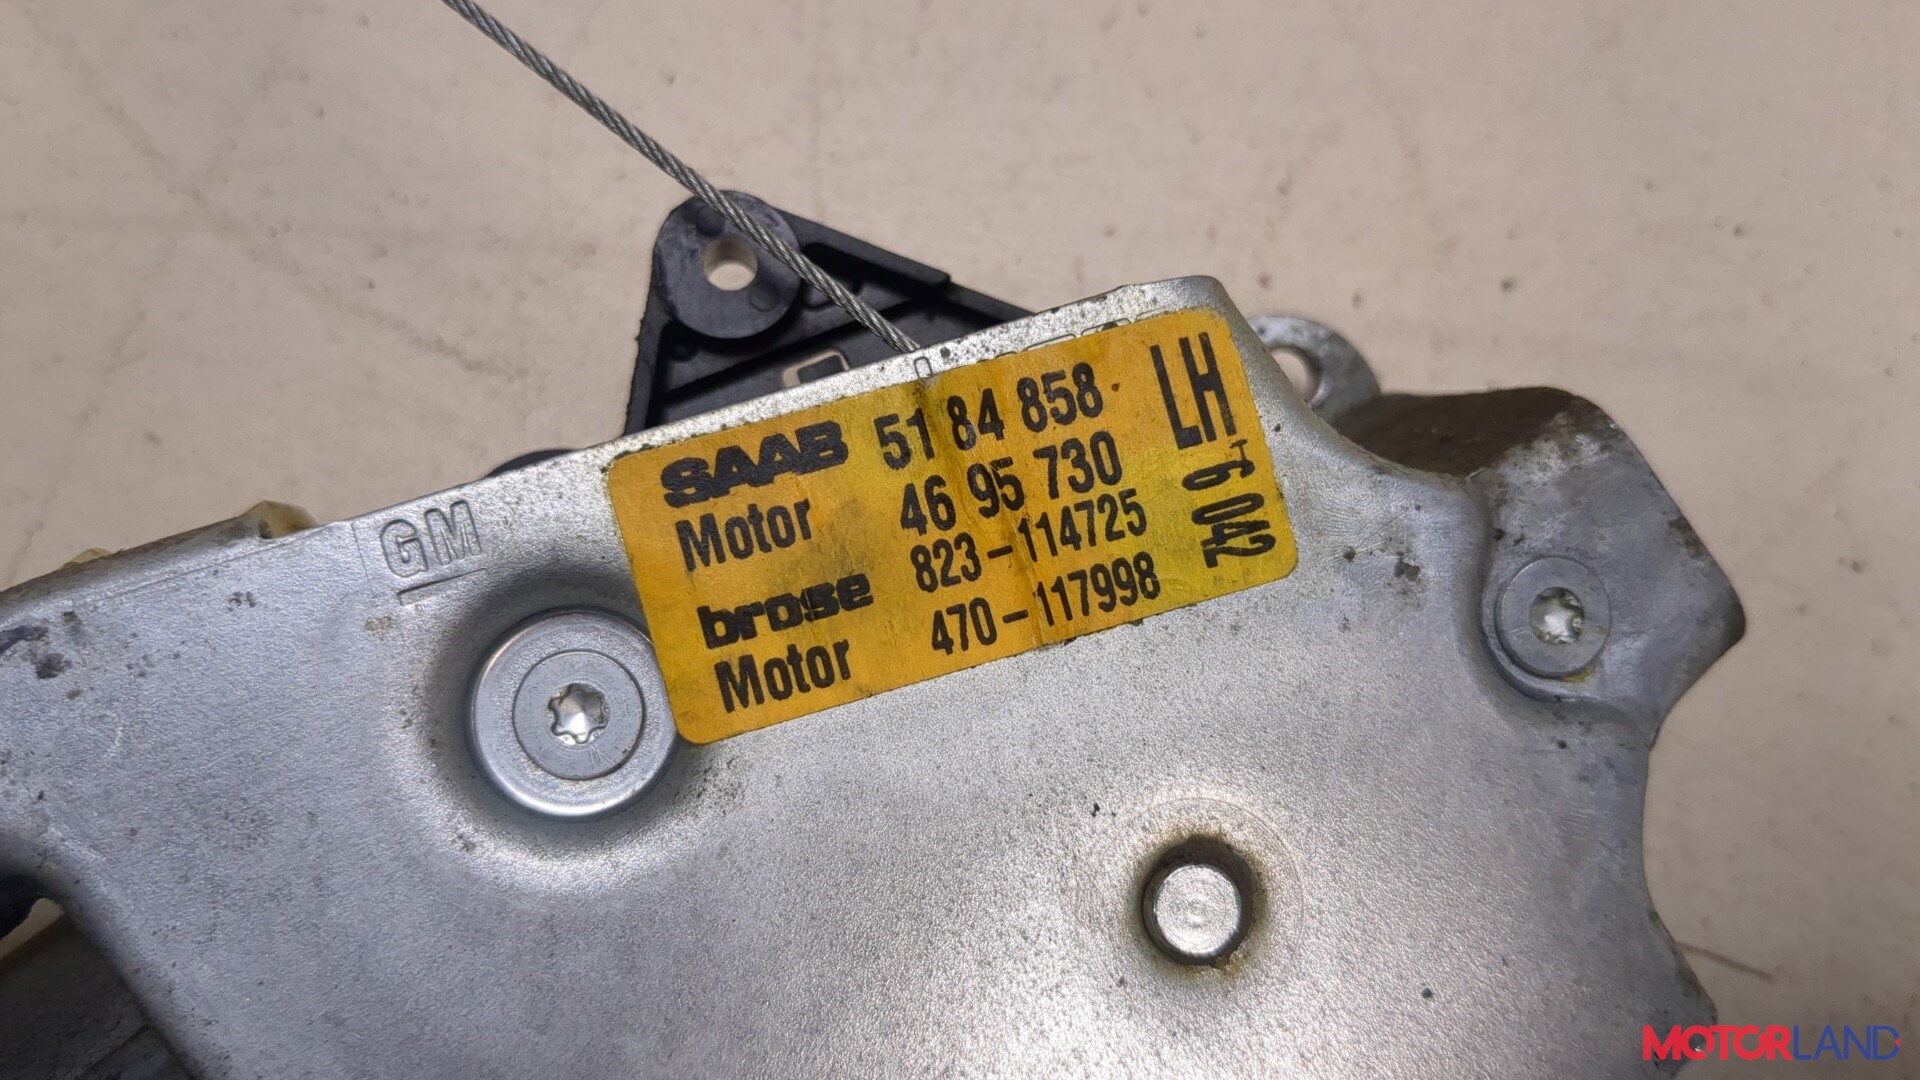 GM
SAAB 51 84 858
Motor 46 95 730
brose 823-114725
Motor 470-117998
LH
6 042
MOTORLAND